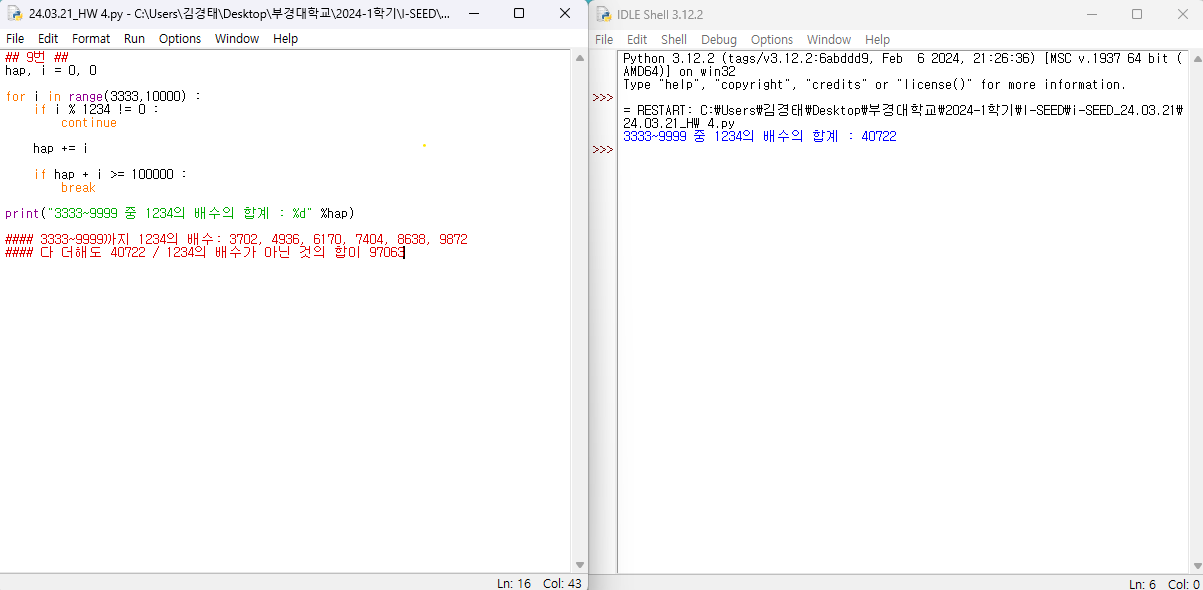 24.03.21_HW 4.py - C:\Users\김경태\Desktop\부경대학교\2024-1학기\I-SEED\...
File Edit Format Run Options Window Help
## 9번 ##
hap, i = 0, 0
for i in range(3333,10000) :
if i % 1234 != 0 :
continue
hap += i
if hap + i >= 100000 :
break
print("3333~9999 중 1234의 배수의 합계 : %d" %hap)
#### 3333~9999까지 1234의 배수: 3702, 4936, 6170, 7404, 8638, 9872
#### 다 더해도 40722 / 1234의 배수가 아닌 것의 합이 97063
Ln: 16 Col: 43
IDLE Shell 3.12.2
File Edit Shell Debug Options Window Help
Python 3.12.2 (tags/v3.12.2:6abddd9, Feb  6 2024, 21:26:36) [MSC v.1937 64 bit (
AMD64)] on win32
Type "help", "copyright", "credits" or "license()" for more information.
>>>
= RESTART: C:₩Users₩김경태₩Desktop₩부경대학교₩2024-1학기₩I-SEED₩i-SEED_24.03.21₩
24.03.21_HW 4.py
3333~9999 중 1234의 배수의 합계 : 40722
>>>
Ln: 6 Col: 0